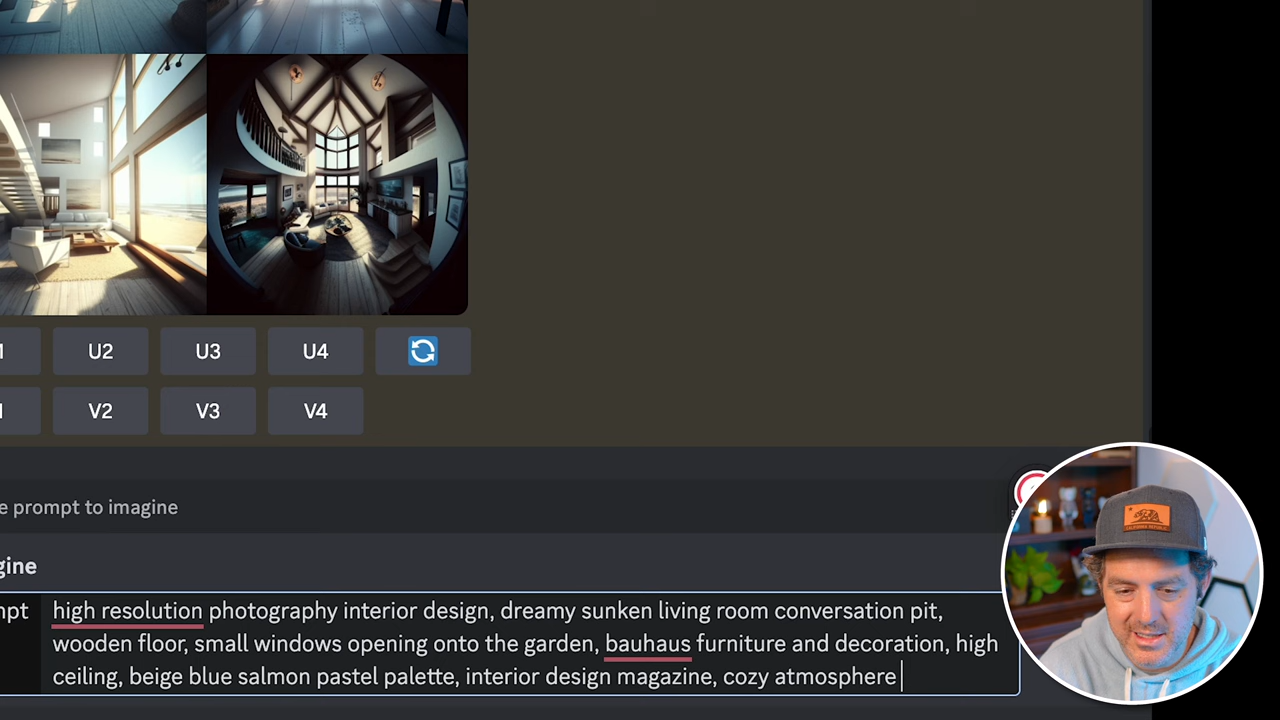 U2 U3 U4
V2 V3 V4
prompt to imagine
high resolution photography interior design, dreamy sunken living room conversation pit,
wooden floor, small windows opening onto the garden, bauhaus furniture and decoration, high
ceiling, beige blue salmon pastel palette, interior design magazine, cozy atmosphere